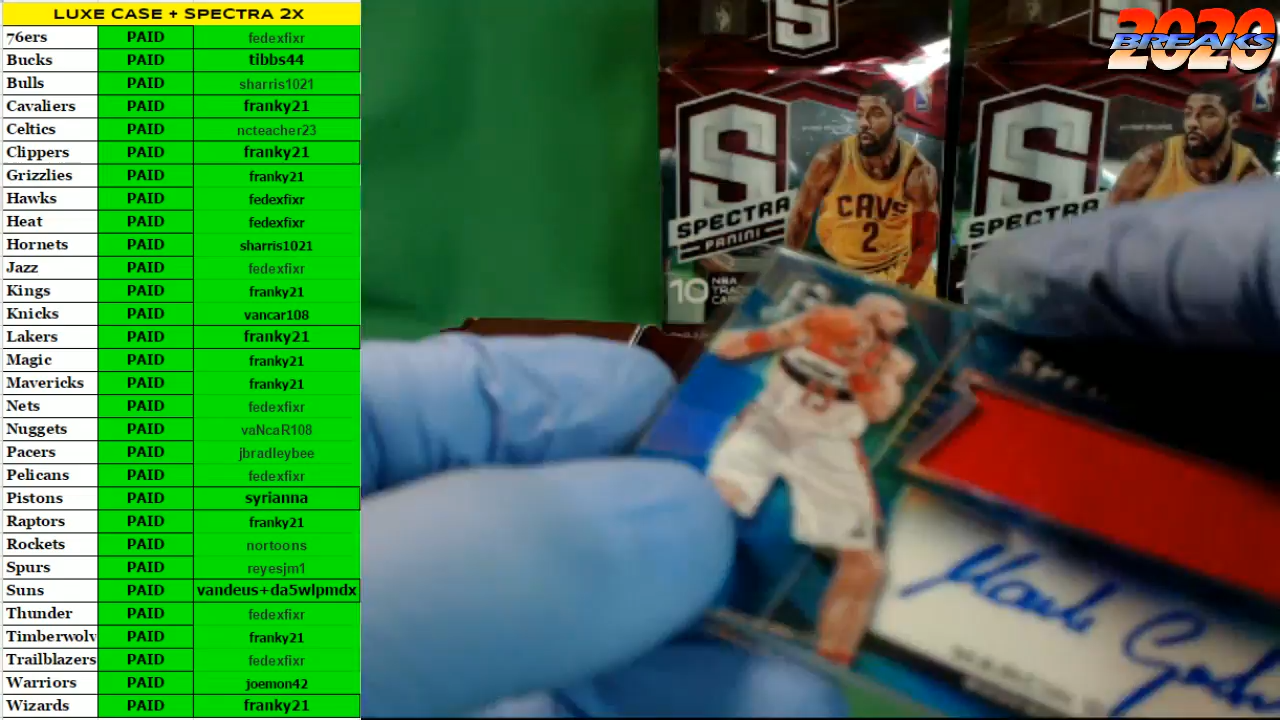 LUXE CASE + SPECTRA 2X
76ers PAID fedexfixr
Bucks PAID tibbs44
Bulls PAID sharris1021
Cavaliers PAID franky21
Celtics PAID ncteacher23
Clippers PAID franky21
Grizzlies PAID franky21
Hawks PAID fedexfixr
Heat PAID fedexfixr
Hornets PAID sharris1021
Jazz PAID fedexfixr
Kings PAID franky21
Knicks PAID vancar108
Lakers PAID franky21
Magic PAID franky21
Mavericks PAID franky21
Nets PAID fedexfixr
Nuggets PAID vaNcaR108
Pacers PAID jbradleybee
Pelicans PAID fedexfixr
Pistons PAID syrianna
Raptors PAID franky21
Rockets PAID nortoons
Spurs PAID reyesjm1
Suns PAID vandeus+da5wlpmdx
Thunder PAID fedexfixr
Timberwolv PAID franky21
Trailblazers PAID fedexfixr
Warriors PAID joemon42
Wizards PAID franky21
2020
BREAKS
S
SPECTRA
PANINI
10 NBA
CAVS
2
S
SPECTRA